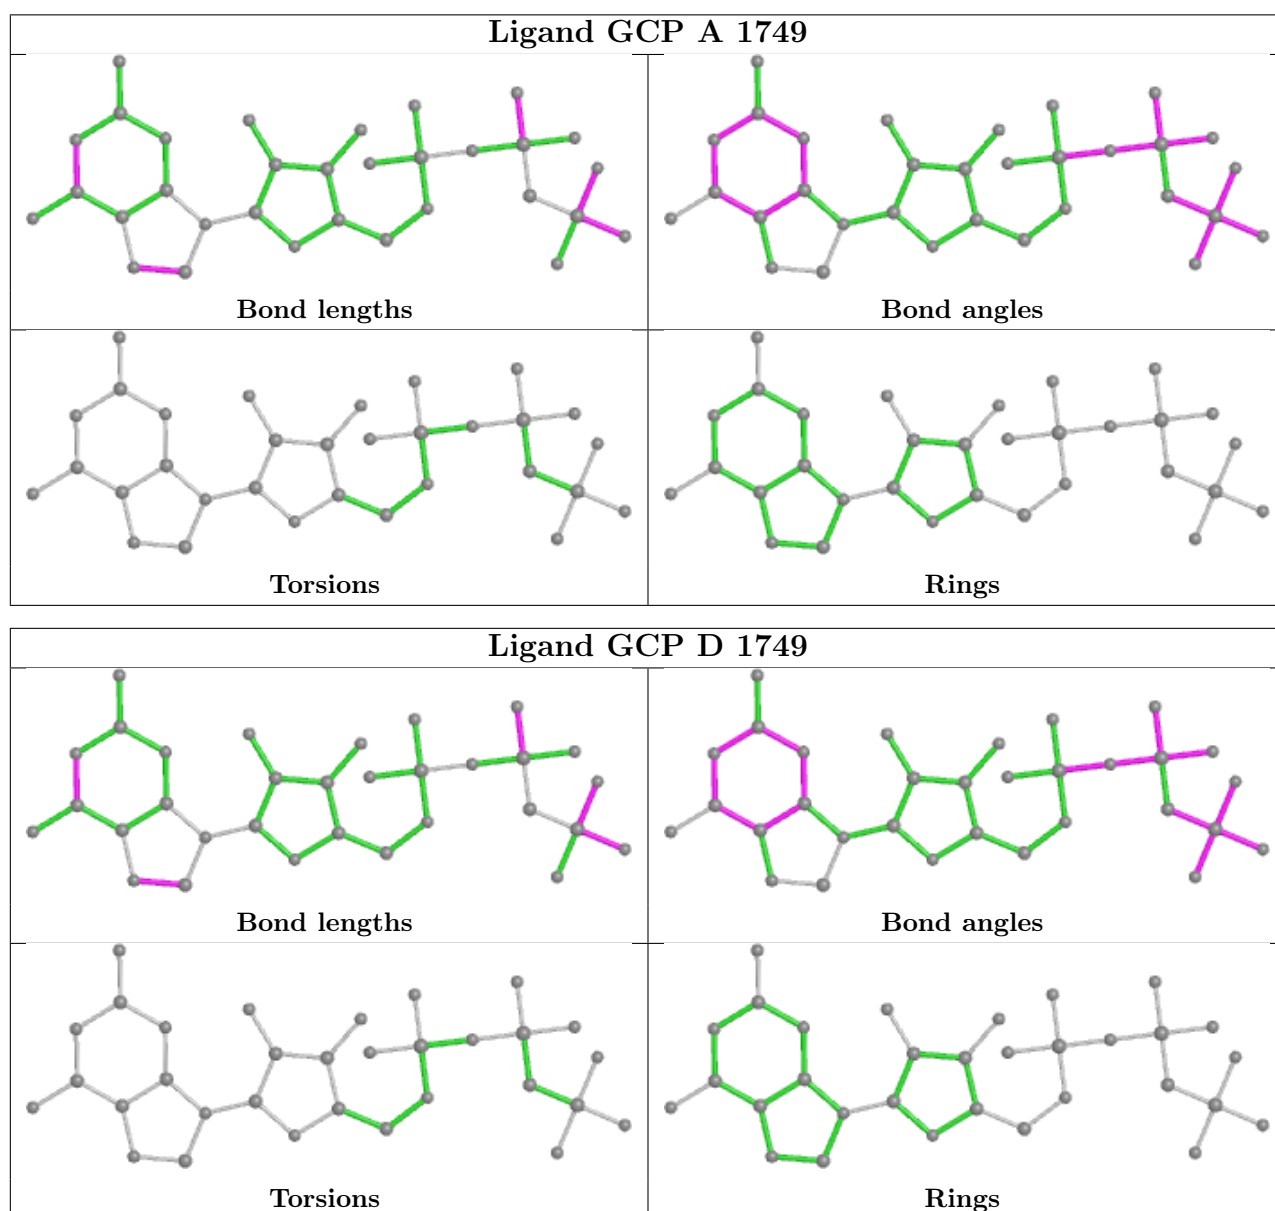 Ligand GCP A 1749
Bond lengths
Bond angles
Torsions
Rings
Ligand GCP D 1749
Bond lengths
Bond angles
Torsions
Rings